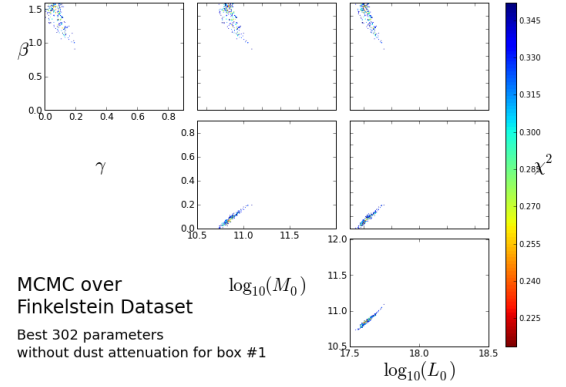 1.5
1.0
0.5
0.0
β
0.0 0.2 0.4 0.6 0.8
γ
0.8
0.6
0.4
0.2
0.0
10.5 11.0 11.5
log10(M0)
12.0
11.5
11.0
10.5
17.5 18.0 18.5
log10(L0)
0.345
0.330
0.315
0.300
0.285
0.270
0.255
0.240
0.225
χ²
MCMC over
Finkelstein Dataset
Best 302 parameters
without dust attenuation for box #1